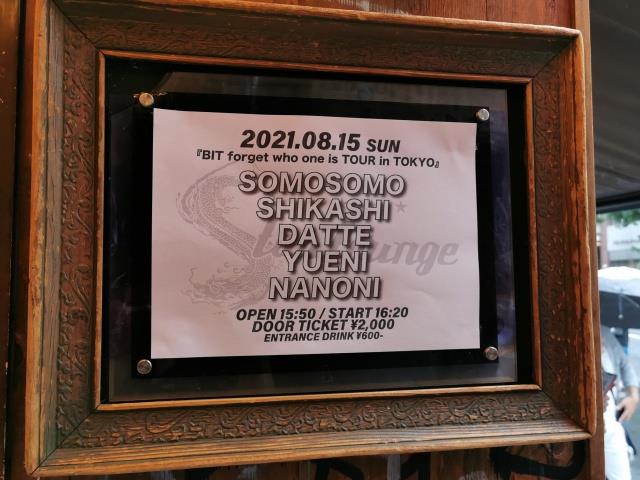 2021.08.15 SUN
『BIT forget who one is TOUR in TOKYO』
SOMOSOMO
SHIKASHI
DATTE
YUENI
NANONI
OPEN 15:50 / START 16:20
DOOR TICKET ¥2,000
ENTRANCE DRINK ¥600-